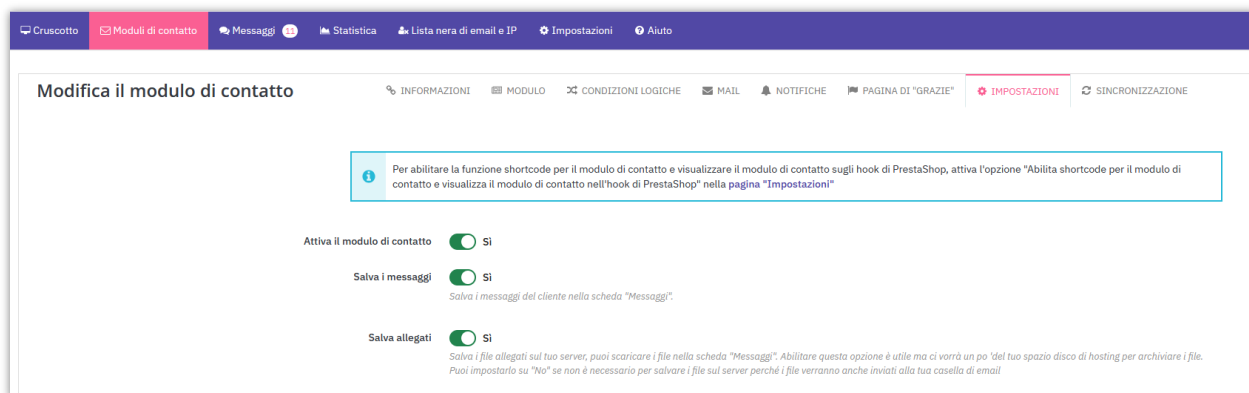 Cruscotto Moduli di contatto Messaggi 11 Statistica Lista nera di email e IP Impostazioni Aiuto
Modifica il modulo di contatto
INFORMAZIONI MODULO CONDIZIONI LOGICHE MAIL NOTIFICHE PAGINA DI "GRAZIE" IMPOSTAZIONI SINCRONIZZAZIONE
Per abilitare la funzione shortcode per il modulo di contatto e visualizzare il modulo di contatto sugli hook di PrestaShop, attiva l'opzione "Abilita shortcode per il modulo di
contatto e visualizza il modulo di contatto nell'hook di PrestaShop" nella pagina "Impostazioni"
Attiva il modulo di contatto Sì
Salva i messaggi Sì
Salva i messaggi del cliente nella scheda "Messaggi".
Salva allegati Sì
Salva i file allegati sul tuo server, puoi scaricare i file nella scheda "Messaggi". Abilitare questa opzione è utile ma ci vorrà un po 'del tuo spazio disco di hosting per archiviare i file.
Puoi impostarlo su "No" se non è necessario per salvare i file sul server perché i file verranno anche inviati alla tua casella di email